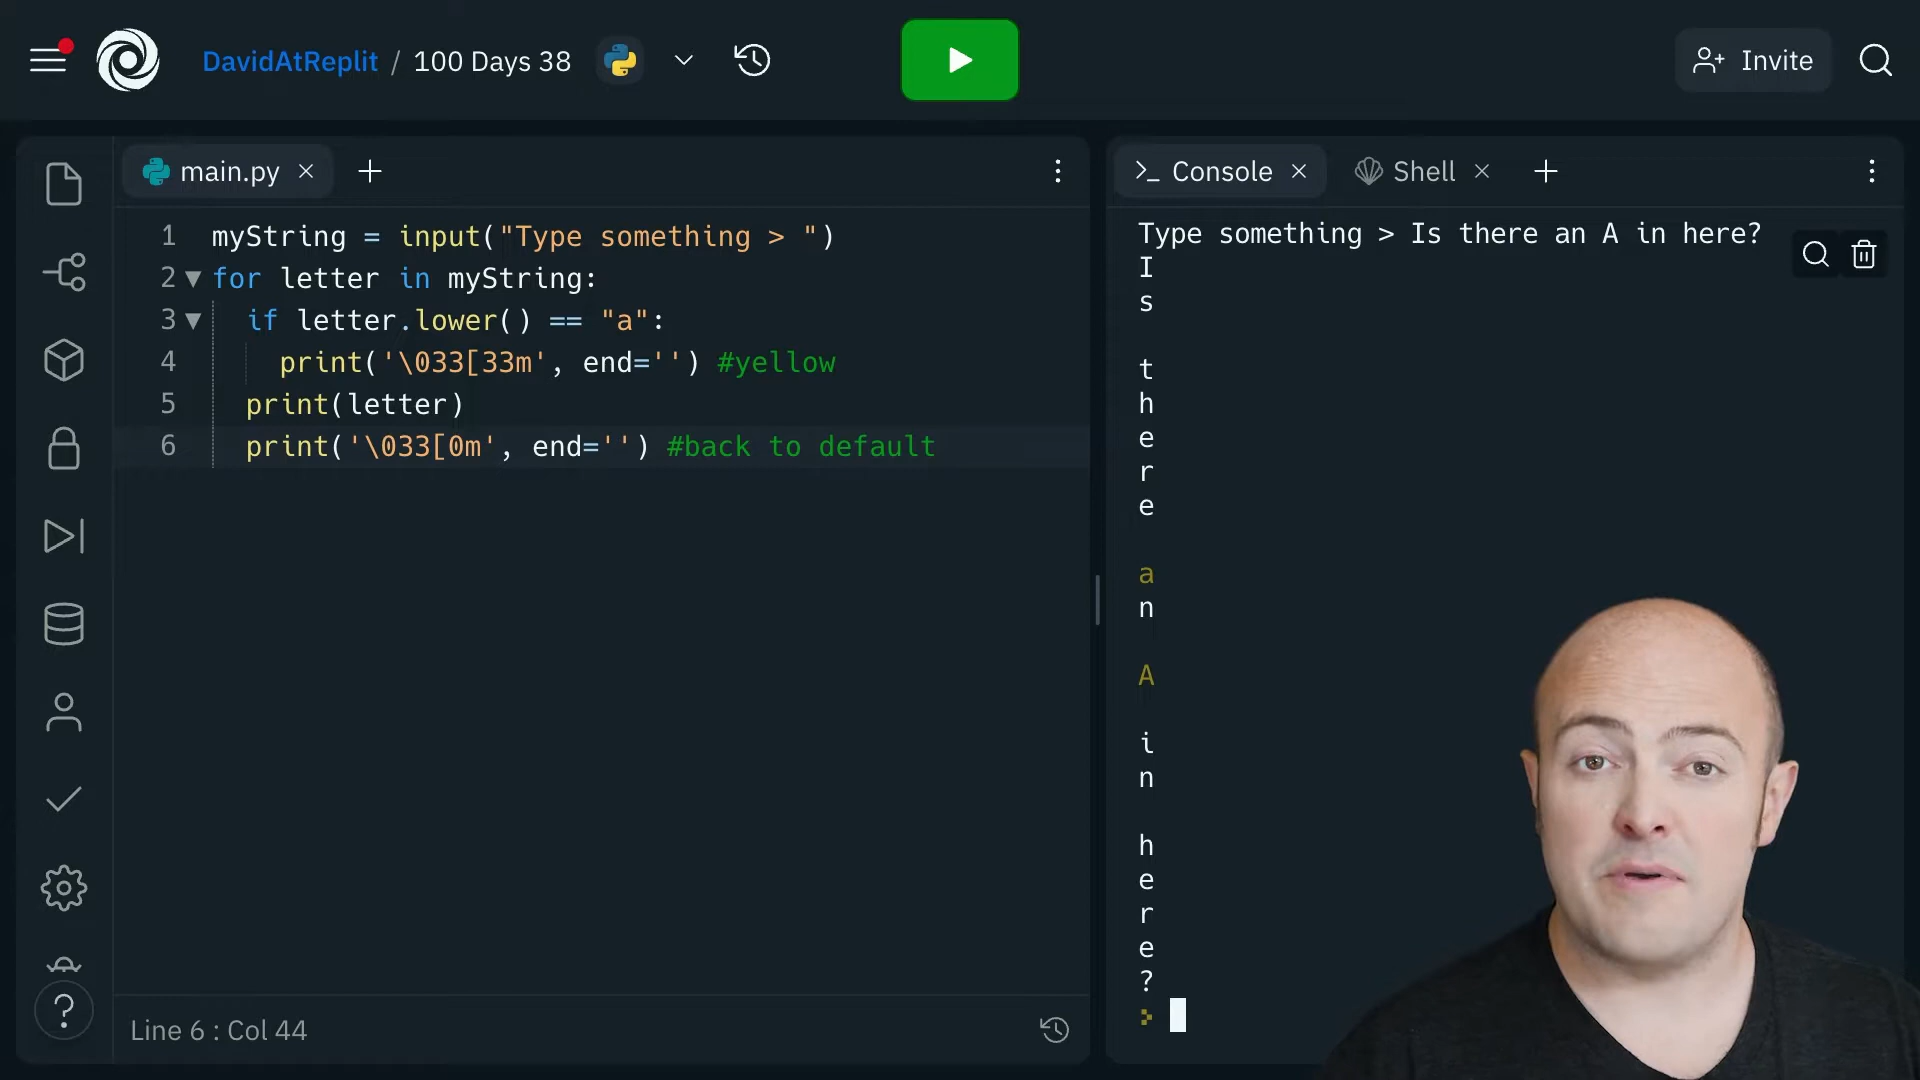 DavidAtReplit / 100 Days 38
Invite
main.py
Console
Shell
1 myString = input("Type something > ")
2 for letter in myString:
3 if letter.lower() == "a":
4 print('\033[33m', end='') #yellow
5 print(letter)
6 print('\033[0m', end='') #back to default
Line 6 : Col 44
Type something > Is there an A in here?
I
s
t
h
e
r
e
a
n
A
i
n
h
e
r
e
?